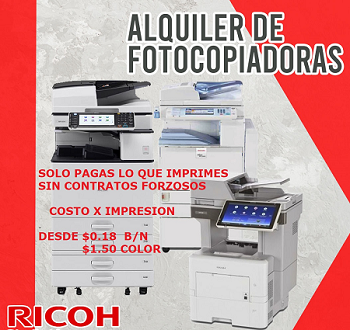 ALQUILER DE
FOTOCOPIADORAS
SOLO PAGAS LO QUE IMPRIMES
SIN CONTRATOS FORZOSOS
COSTO X IMPRESION
DESDE $0.18 B/N
$1.50 COLOR
RICOH